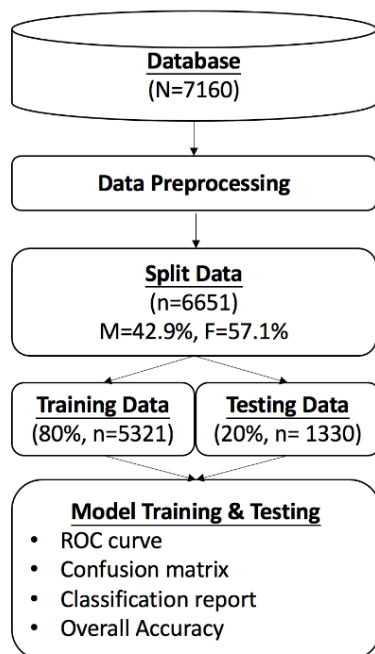 Database
(N=7160)
Data Preprocessing
Split Data
(n=6651)
M=42.9%, F=57.1%
Training Data
(80%, n=5321)
Testing Data
(20%, n= 1330)
Model Training & Testing
• ROC curve
• Confusion matrix
• Classification report
• Overall Accuracy